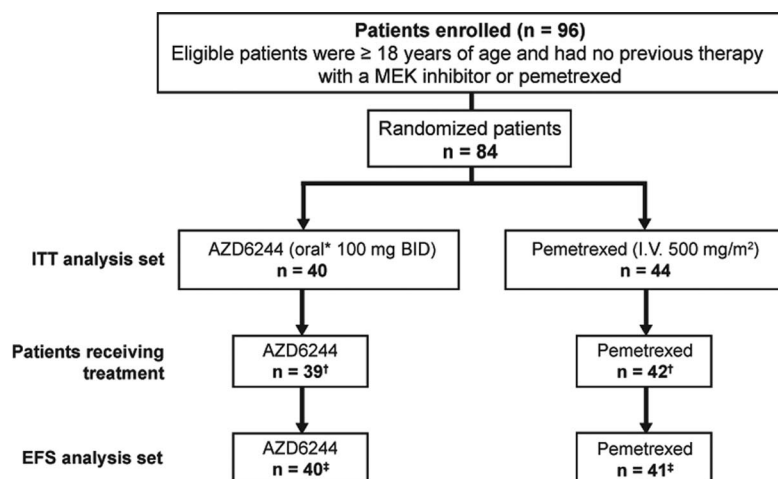 Patients enrolled (n = 96)
Eligible patients were ≥ 18 years of age and had no previous therapy
with a MEK inhibitor or pemetrexed
Randomized patients
n = 84
ITT analysis set
AZD6244 (oral* 100 mg BID)
n = 40
Pemetrexed (I.V. 500 mg/m²)
n = 44
Patients receiving
treatment
AZD6244
n = 39†
Pemetrexed
n = 42†
EFS analysis set
AZD6244
n = 40‡
Pemetrexed
n = 41‡